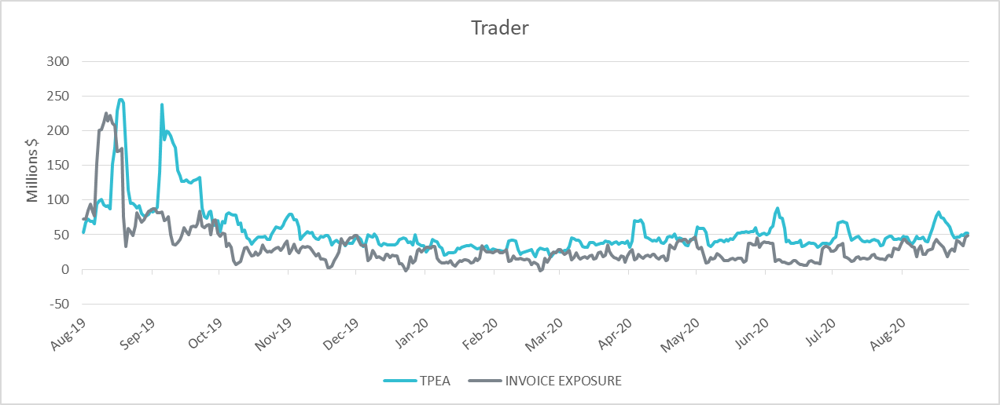 Trader
Millions $
300
250
200
150
100
50
0
-50
Aug-19 Sep-19 Oct-19 Nov-19 Dec-19 Jan-20 Feb-20 Mar-20 Apr-20 May-20 Jun-20 Jul-20 Aug-20
TPEA INVOICE EXPOSURE